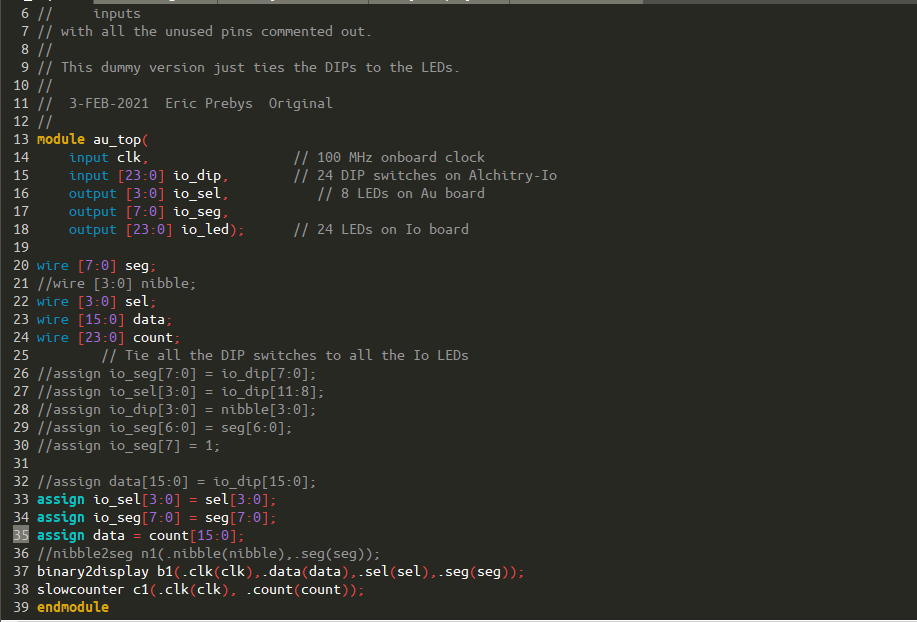 6 //     inputs
7 // with all the unused pins commented out.
8 //
9 // This dummy version just ties the DIPs to the LEDs.
10 //
11 //  3-FEB-2021  Eric Prebys  Original
12 //
13 module au_top(
14     input clk,                  // 100 MHz onboard clock
15     input [23:0] io_dip,        // 24 DIP switches on Alchitry-Io
16     output [3:0] io_sel,           // 8 LEDs on Au board
17     output [7:0] io_seg,
18     output [23:0] io_led);      // 24 LEDs on Io board
19
20 wire [7:0] seg;
21 //wire [3:0] nibble;
22 wire [3:0] sel;
23 wire [15:0] data;
24 wire [23:0] count;
25         // Tie all the DIP switches to all the Io LEDs
26 //assign io_seg[7:0] = io_dip[7:0];
27 //assign io_sel[3:0] = io_dip[11:8];
28 //assign io_dip[3:0] = nibble[3:0];
29 //assign io_seg[6:0] = seg[6:0];
30 //assign io_seg[7] = 1;
31
32 //assign data[15:0] = io_dip[15:0];
33 assign io_sel[3:0] = sel[3:0];
34 assign io_seg[7:0] = seg[7:0];
35 assign data = count[15:0];
36 //nibble2seg n1(.nibble(nibble),.seg(seg));
37 binary2display b1(.clk(clk),.data(data),.sel(sel),.seg(seg));
38 slowcounter c1(.clk(clk), .count(count));
39 endmodule